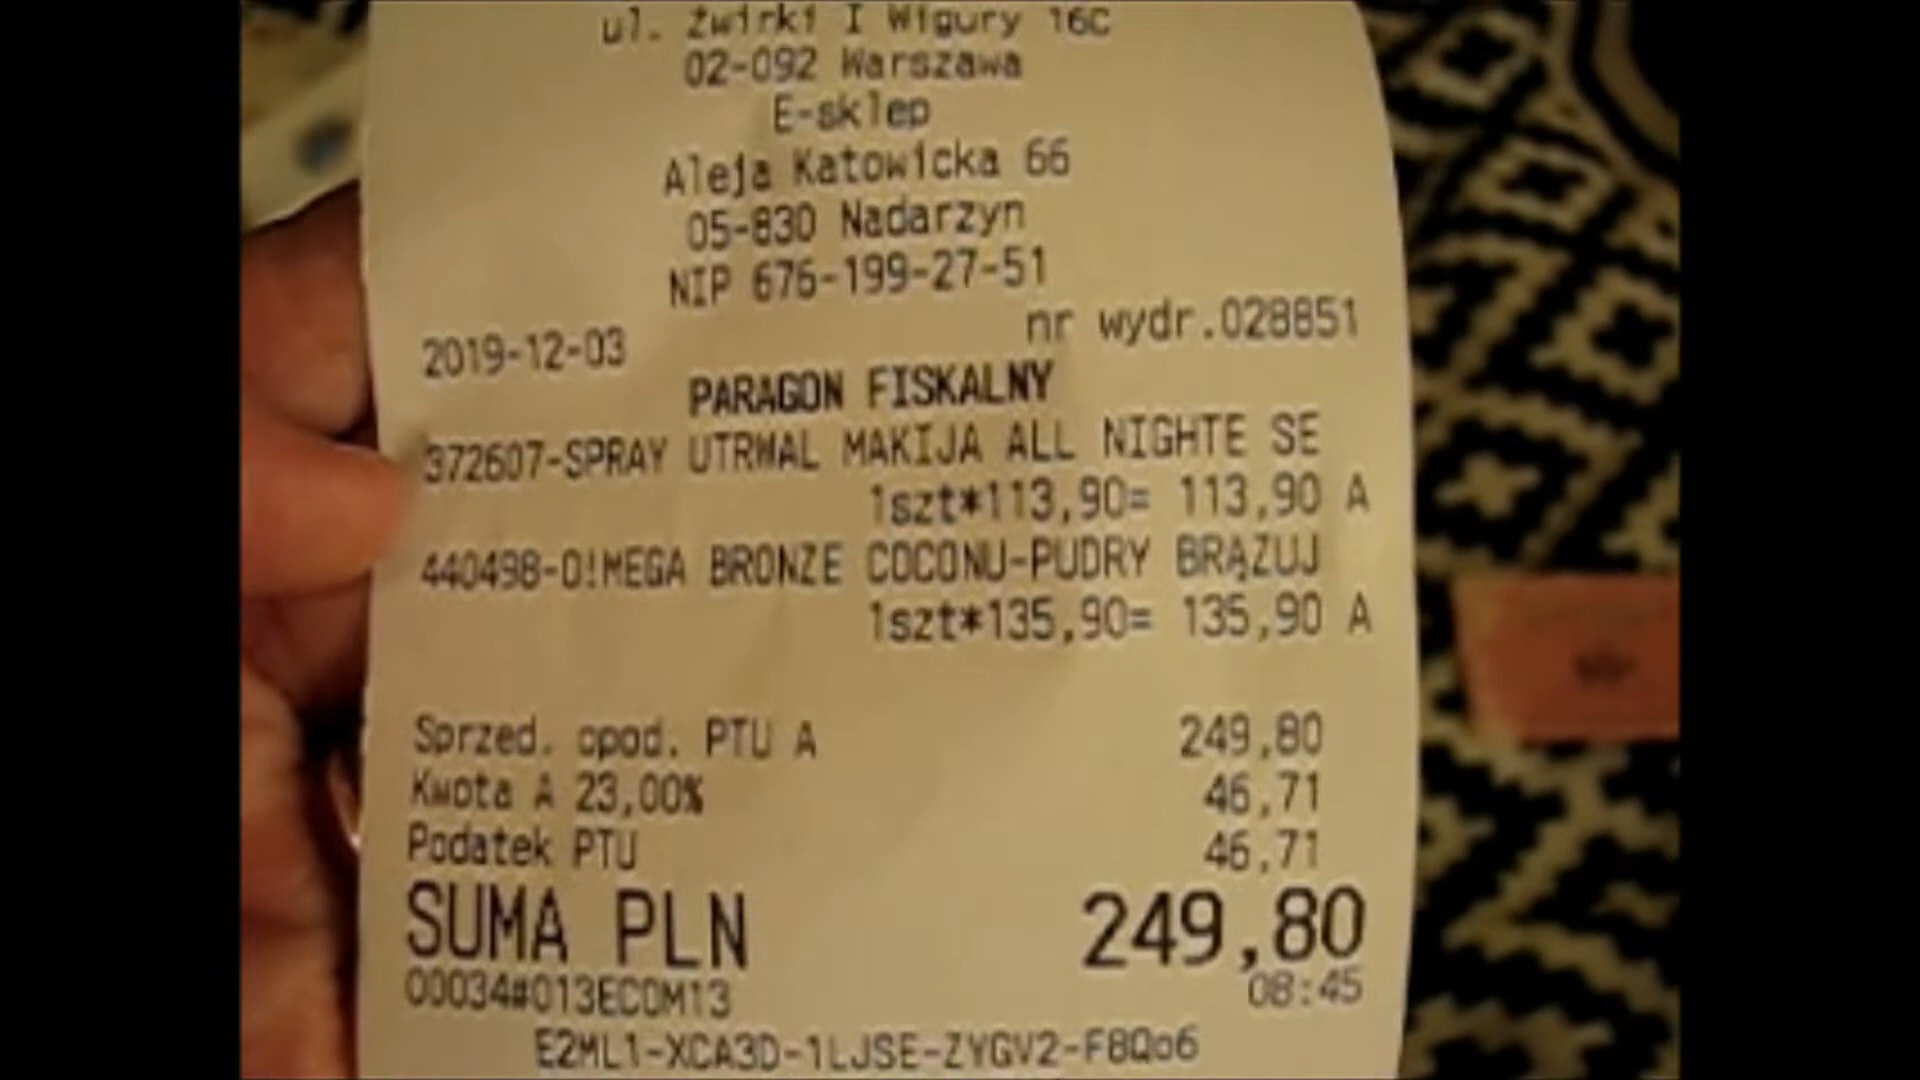 ul. Żwirki I Wigury 16C
02-092 Warszawa
E-sklep
Aleja Katowicka 66
05-830 Nadarzyn
NIP 676-199-27-51
2019-12-03 nr wydr.028851
PARAGON FISKALNY
372607-SPRAY UTRWAL MAKIJA ALL NIGHTE SE
1szt*113,90= 113,90 A
440498-O!MEGA BRONZE COCONU-PUDRY BRĄZUJ
1szt*135,90= 135,90 A
Sprzed. opod. PTU A 249,80
Kwota A 23,00% 46,71
Podatek PTU 46,71
SUMA PLN 249,80
00034#013ECOM13 08:45
E2ML1-XCA3D-1LJSE-ZYGV2-F8Qo6